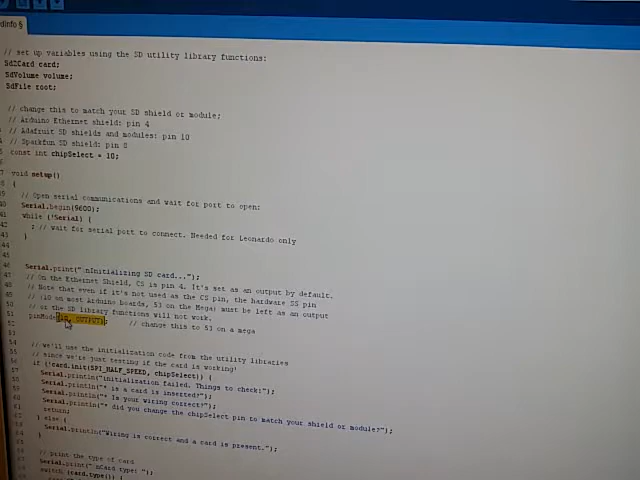 dInfo §
// set up variables using the SD utility library functions:
Sd2Card card;
SdVolume volume;
SdFile root;
// change this to match your SD shield or module;
// Arduino Ethernet shield: pin 4
// Adafruit SD shields and modules: pin 10
// Sparkfun SD shield: pin 8
const int chipSelect = 10;
void setup()
{
// Open serial communications and wait for port to open:
Serial.begin(9600);
while (!Serial) {
; // wait for serial port to connect. Needed for Leonardo only
}
Serial.print("\nInitializing SD card...");
// On the Ethernet Shield, CS is pin 4. It's set as an output by default.
// Note that even if it's not used as the CS pin, the hardware SS pin
// (10 on most Arduino boards, 53 on the Mega) must be left as an output
// or the SD library functions will not work.
pinMode(10, OUTPUT); // change this to 53 on a mega
// we'll use the initialization code from the utility libraries
// since we're just testing if the card is working!
if (!card.init(SPI_HALF_SPEED, chipSelect)) {
Serial.println("initialization failed. Things to check:");
Serial.println("* is a card is inserted?");
Serial.println("* Is your wiring correct?");
Serial.println("* did you change the chipSelect pin to match your shield or module?");
return;
} else {
Serial.println("Wiring is correct and a card is present.");
}
// print the type of card
Serial.print("\nCard type: ");
switch (card.type()) {